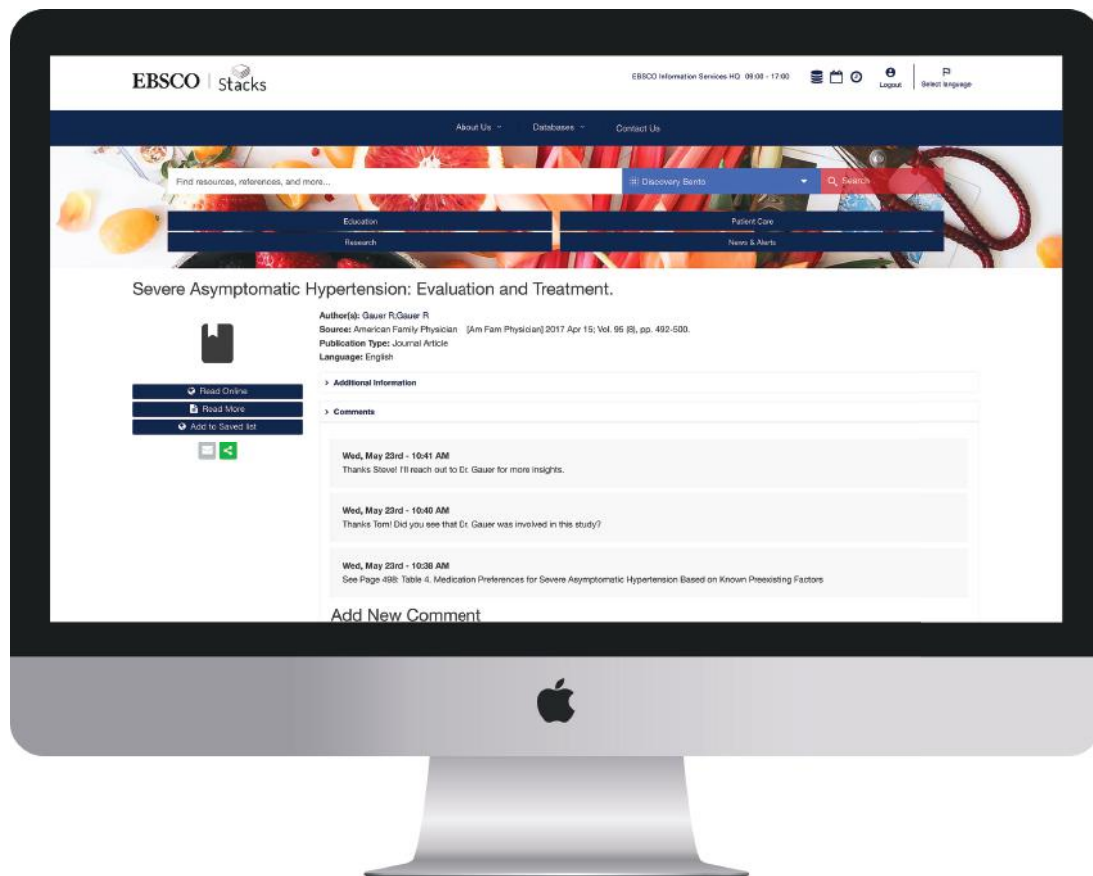 EBSCO | Stacks
EBSCO Information Services HQ 09:00 - 17:00
Logout
Select language
About Us
Databases
Contact Us
Find resources, references, and more...
Discovery Bento
Search
Education
Patient Care
Research
News & Alerts
Severe Asymptomatic Hypertension: Evaluation and Treatment.
Author(s): Gauer R;Gauer R
Source: American Family Physician [Am Fam Physician] 2017 Apr 15; Vol. 95 (8), pp. 492-500.
Publication Type: Journal Article
Language: English
Read Online
Read More
Add to Saved list
> Additional Information
> Comments
Wed, May 23rd - 10:41 AM
Thanks Steve! I'll reach out to Dr. Gauer for more insights.
Wed, May 23rd - 10:40 AM
Thanks Tom! Did you see that Dr. Gauer was involved in this study?
Wed, May 23rd - 10:38 AM
See Page 498: Table 4. Medication Preferences for Severe Asymptomatic Hypertension Based on Known Preexisting Factors
Add New Comment